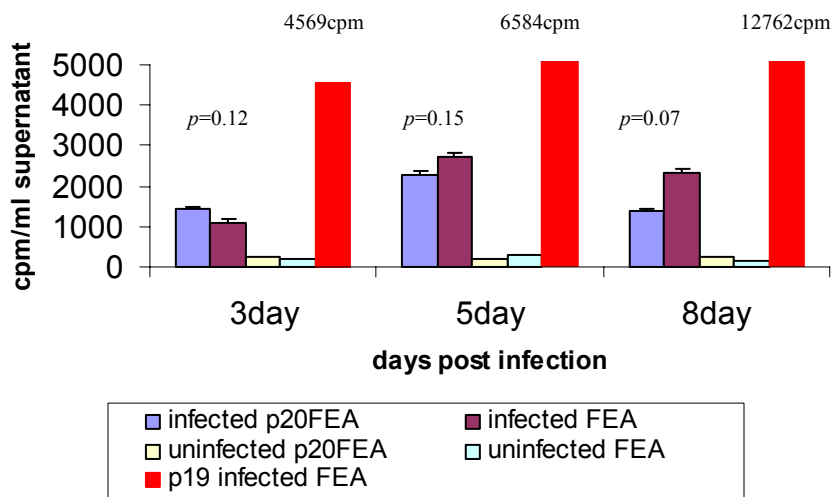 4569cpm 6584cpm 12762cpm
5000
4000
3000
2000
1000
0
cpm/ml supernatant
p=0.12 p=0.15 p=0.07
3day 5day 8day
days post infection
infected p20FEA infected FEA
uninfected p20FEA uninfected FEA
p19 infected FEA